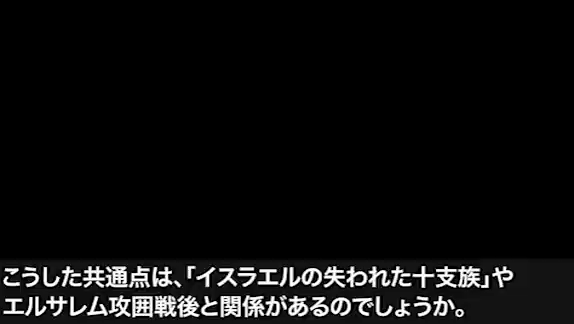 こうした共通点は、「イスラエルの失われた十支族」や
エルサレム攻囲戦後と関係があるのでしょうか。